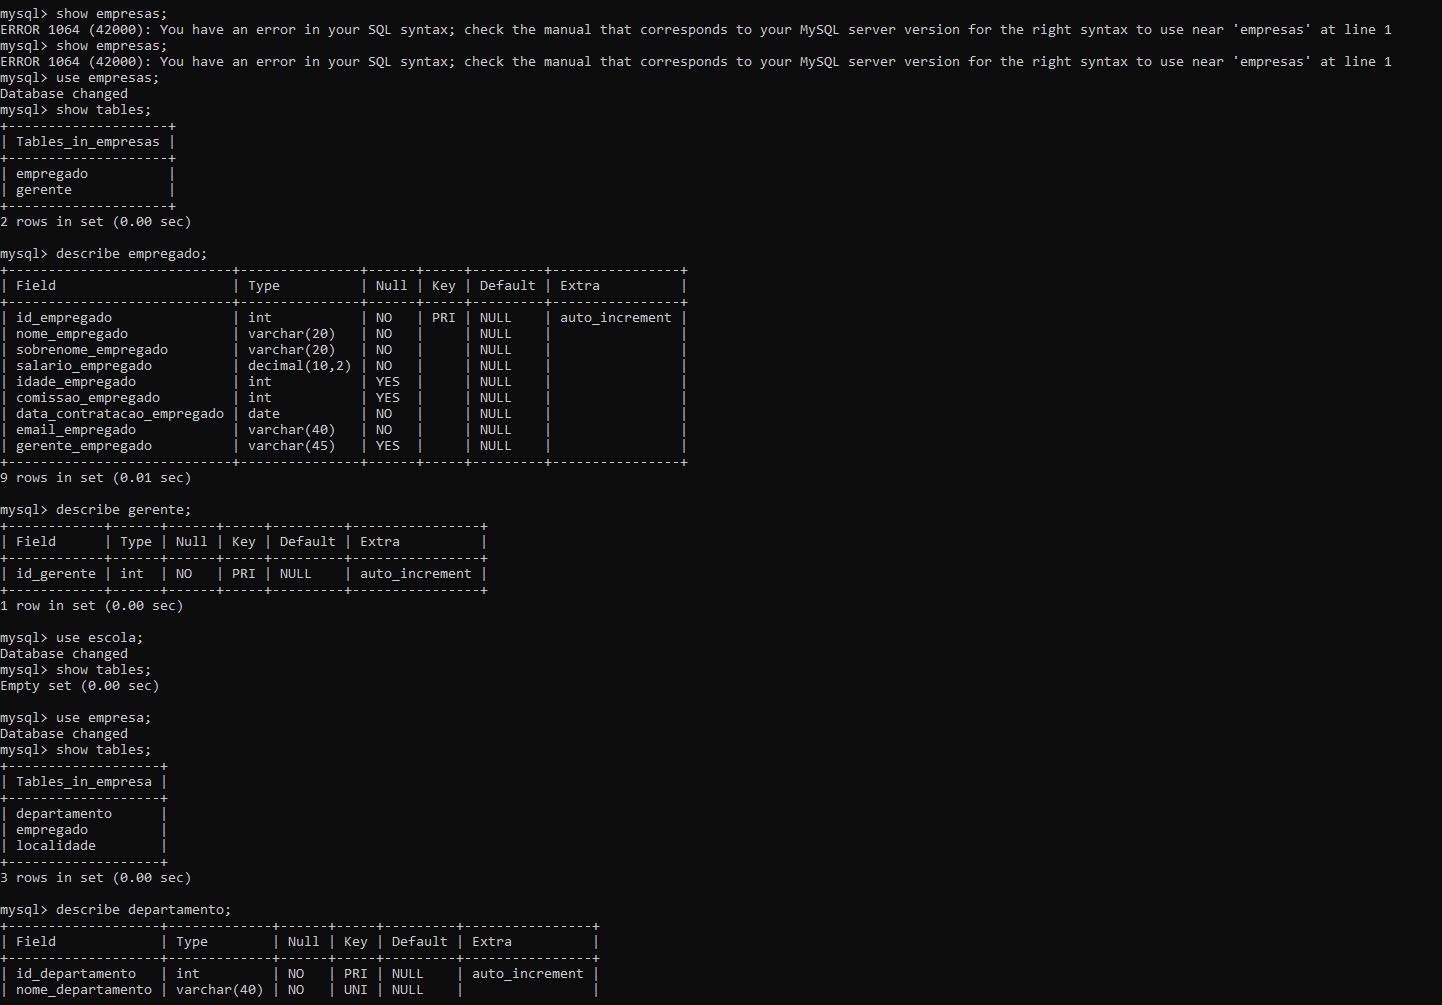 mysql> show empresas;
ERROR 1064 (42000): You have an error in your SQL syntax; check the manual that corresponds to your MySQL server version for the right syntax to use near 'empresas' at line 1
mysql> show empresas;
ERROR 1064 (42000): You have an error in your SQL syntax; check the manual that corresponds to your MySQL server version for the right syntax to use near 'empresas' at line 1
mysql> use empresas;
Database changed
mysql> show tables;
+--------------------+
| Tables_in_empresas |
+--------------------+
| empregado          |
| gerente            |
+--------------------+
2 rows in set (0.00 sec)

mysql> describe empregado;
+----------------------------+---------------+------+-----+---------+----------------+
| Field                      | Type          | Null | Key | Default | Extra          |
+----------------------------+---------------+------+-----+---------+----------------+
| id_empregado               | int           | NO   | PRI | NULL    | auto_increment |
| nome_empregado             | varchar(20)   | NO   |     | NULL    |                |
| sobrenome_empregado        | varchar(20)   | NO   |     | NULL    |                |
| salario_empregado          | decimal(10,2) | NO   |     | NULL    |                |
| idade_empregado            | int           | YES  |     | NULL    |                |
| comissao_empregado         | int           | YES  |     | NULL    |                |
| data_contratacao_empregado | date          | NO   |     | NULL    |                |
| email_empregado            | varchar(40)   | NO   |     | NULL    |                |
| gerente_empregado          | varchar(45)   | YES  |     | NULL    |                |
+----------------------------+---------------+------+-----+---------+----------------+
9 rows in set (0.01 sec)

mysql> describe gerente;
+------------+------+------+-----+---------+----------------+
| Field      | Type | Null | Key | Default | Extra          |
+------------+------+------+-----+---------+----------------+
| id_gerente | int  | NO   | PRI | NULL    | auto_increment |
+------------+------+------+-----+---------+----------------+
1 row in set (0.00 sec)

mysql> use escola;
Database changed
mysql> show tables;
Empty set (0.00 sec)

mysql> use empresa;
Database changed
mysql> show tables;
+-------------------+
| Tables_in_empresa |
+-------------------+
| departamento      |
| empregado         |
| localidade        |
+-------------------+
3 rows in set (0.00 sec)

mysql> describe departamento;
+-------------------+-------------+------+-----+---------+----------------+
| Field             | Type        | Null | Key | Default | Extra          |
+-------------------+-------------+------+-----+---------+----------------+
| id_departamento   | int         | NO   | PRI | NULL    | auto_increment |
| nome_departamento | varchar(40) | NO   | UNI | NULL    |                |